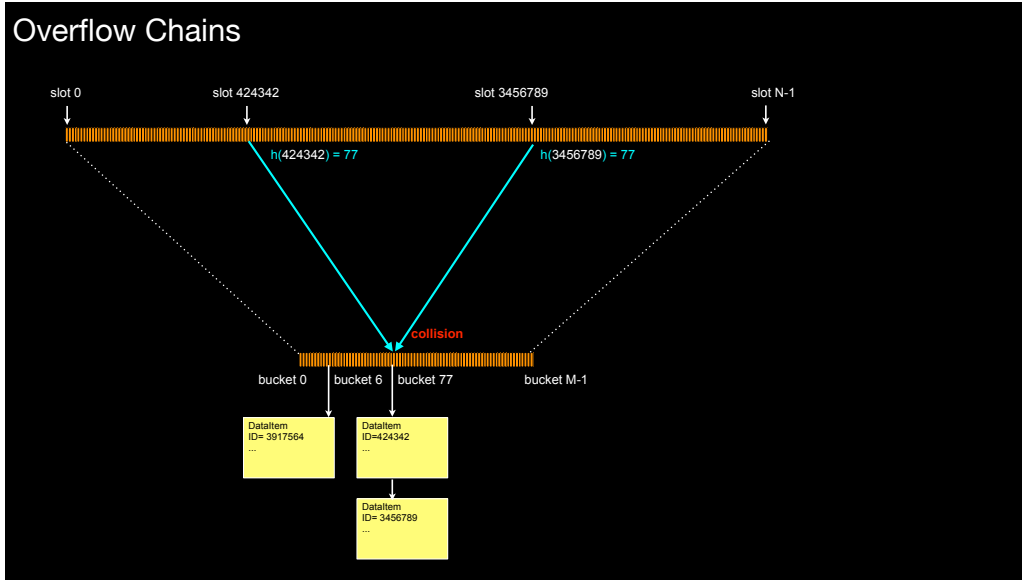 Overflow Chains
slot 0
slot 424342
slot 3456789
slot N-1
h(424342) = 77
h(3456789) = 77
collision
bucket 0
bucket 6
bucket 77
bucket M-1
DataItem
ID= 3917564
...
DataItem
ID=424342
...
DataItem
ID= 3456789
...